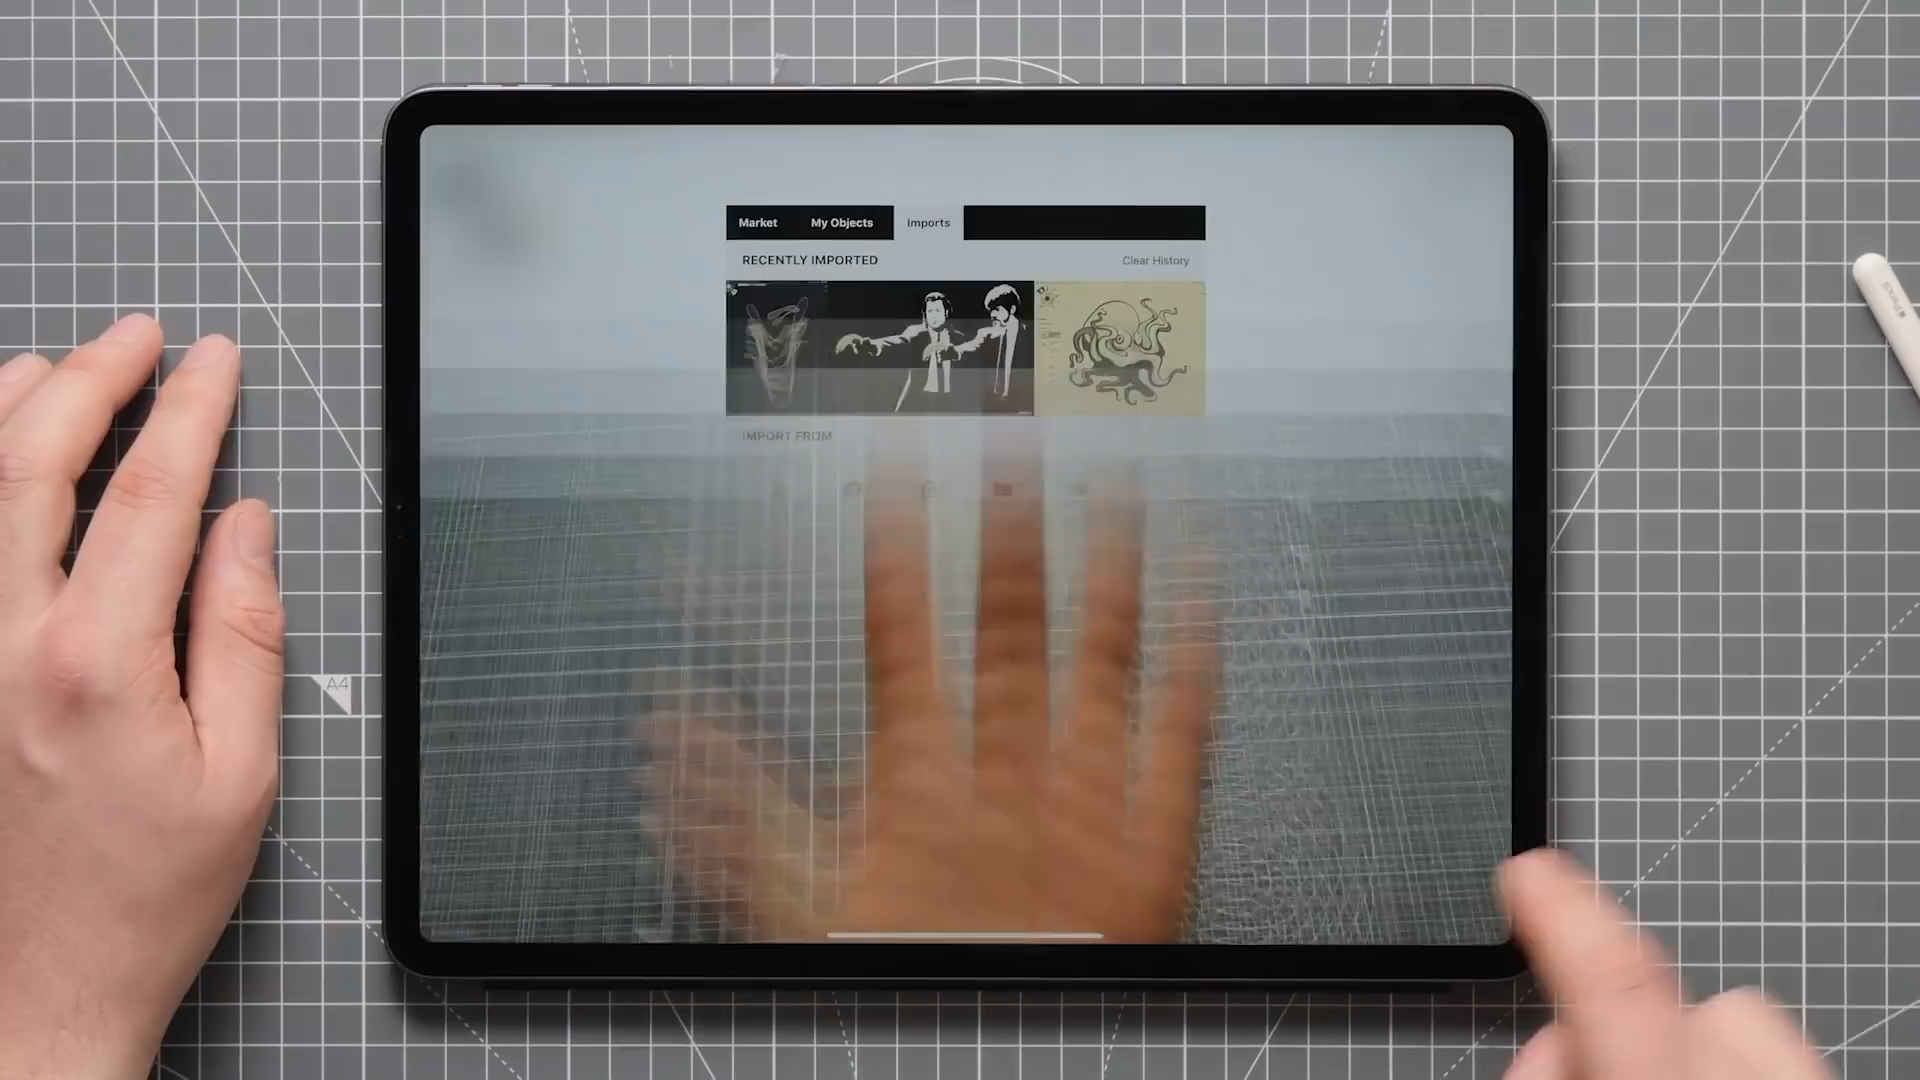 Market My Objects Imports
RECENTLY IMPORTED Clear History
IMPORT FROM
A4